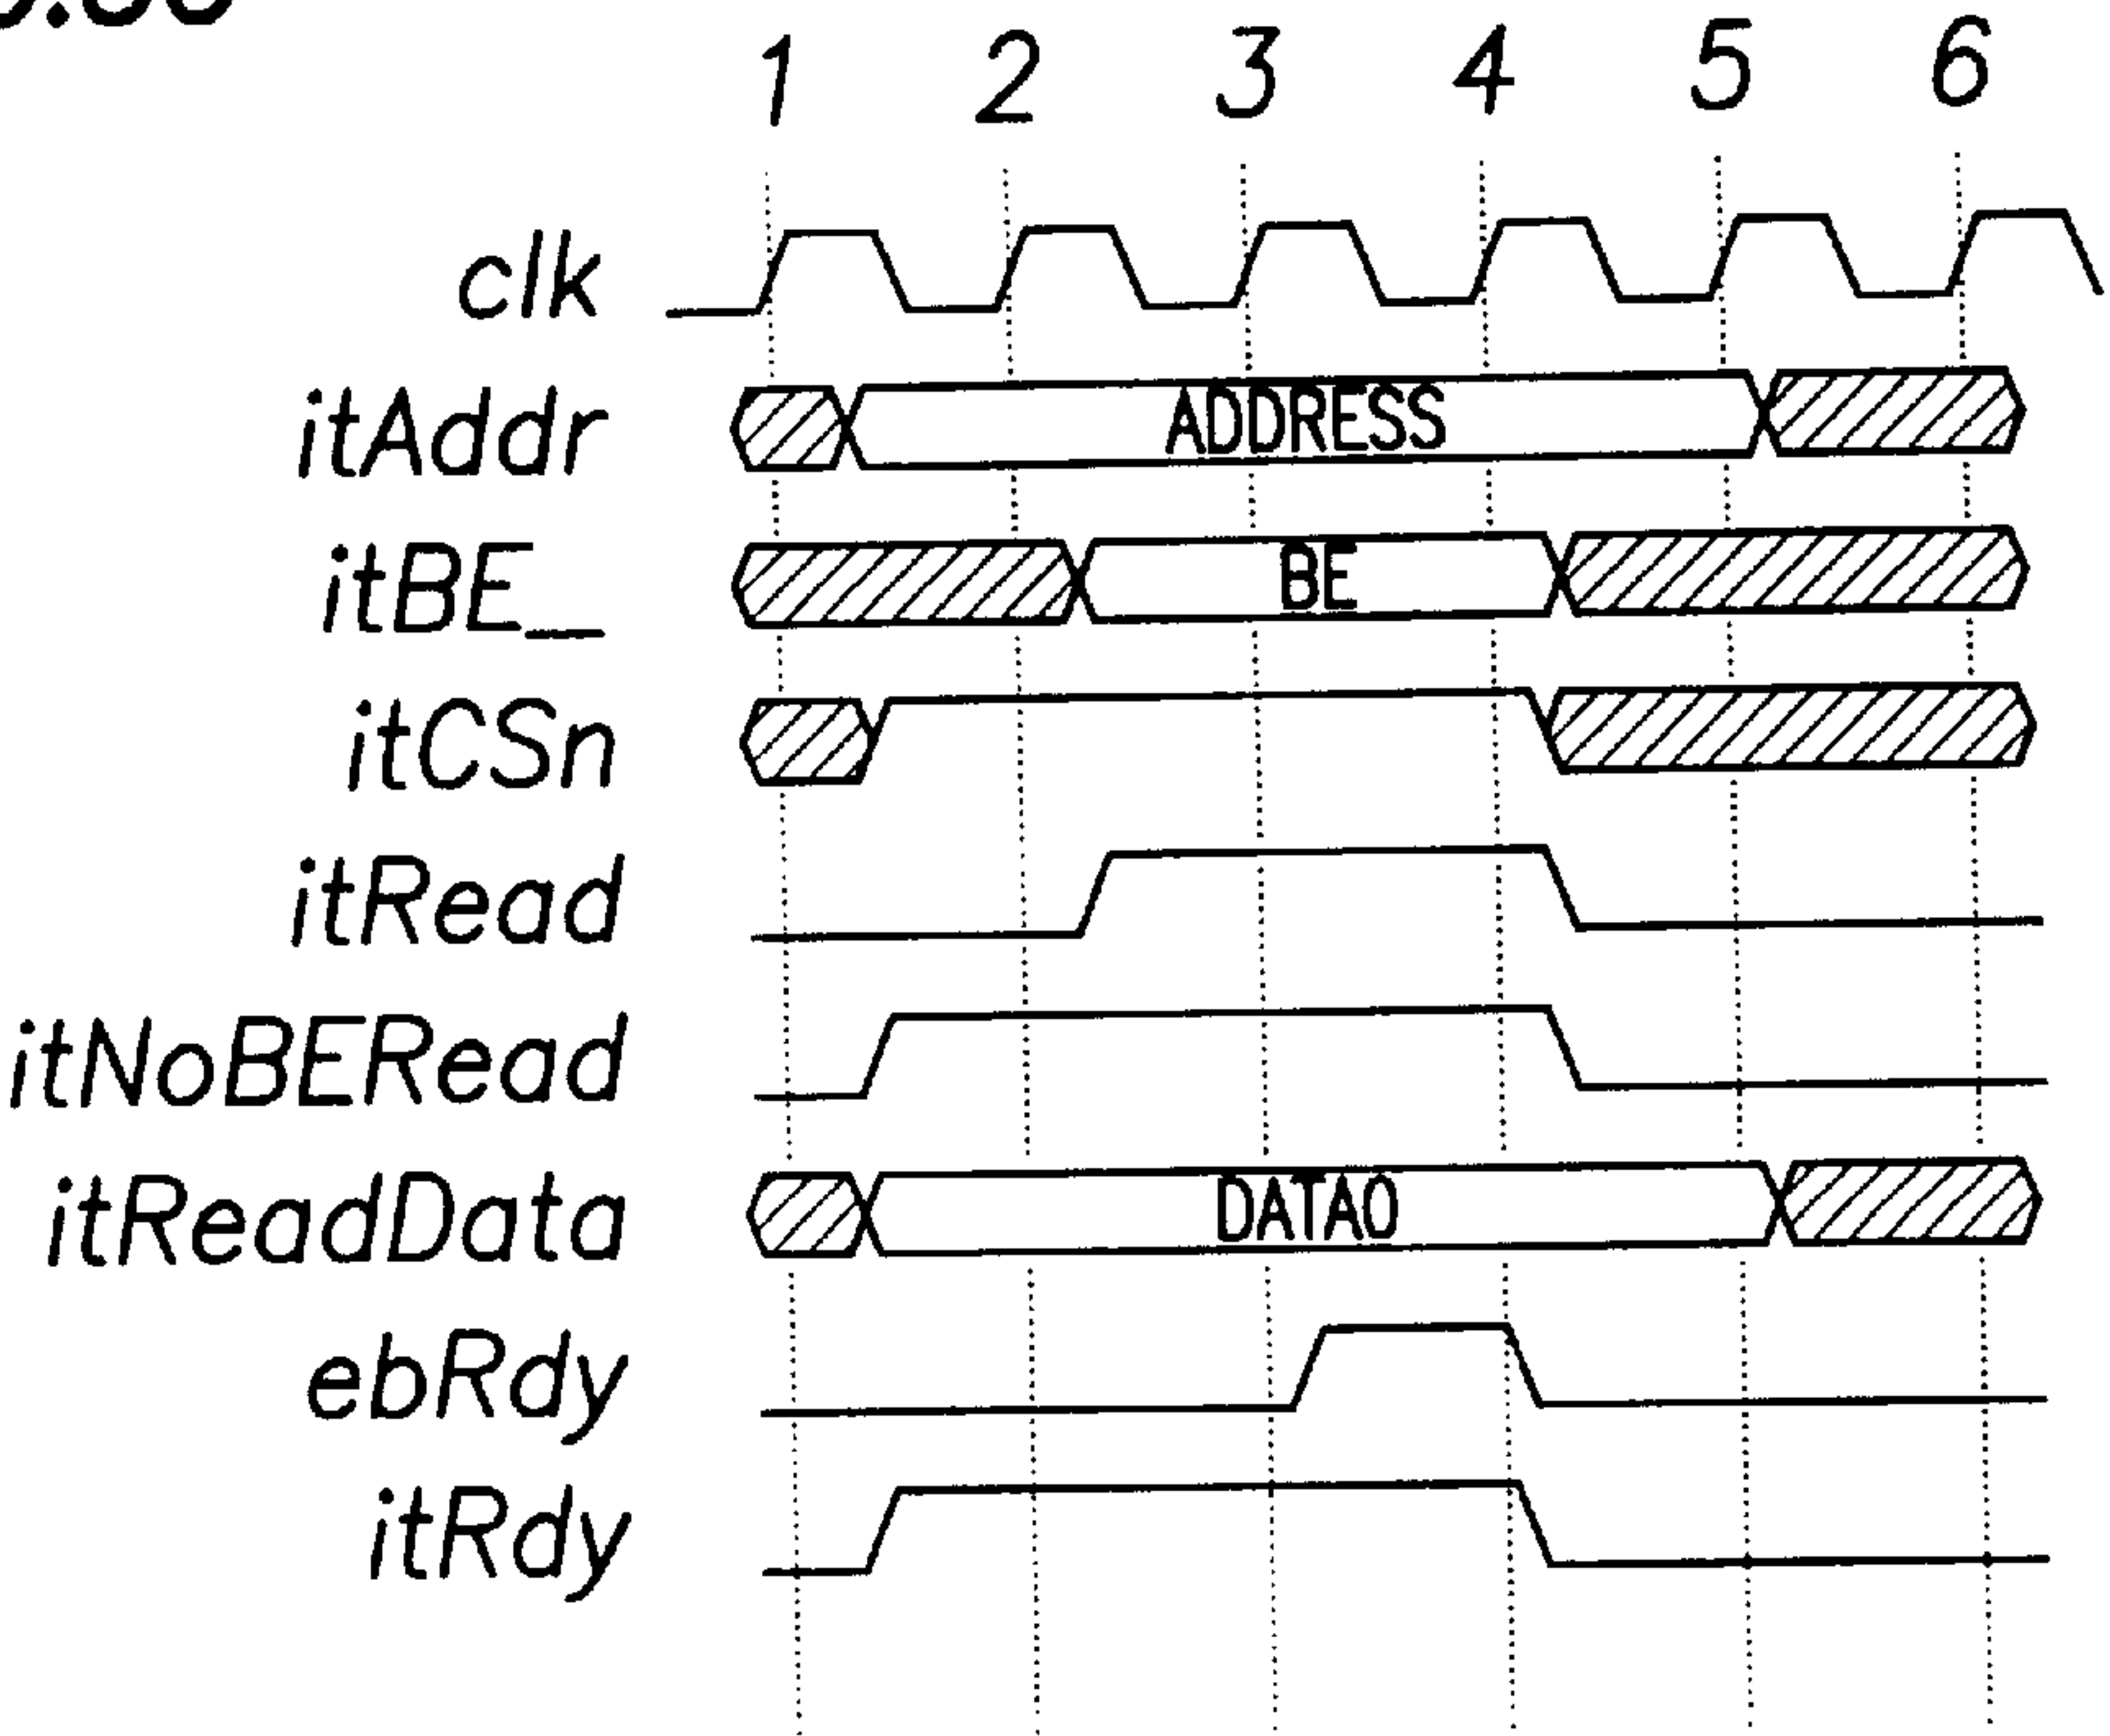 1 2 3 4 5 6
clk
itAddr ADDRESS
itBE_ BE
itCSn
itRead
itNoBERead
itReadData DATA0
ebRdy
itRdy